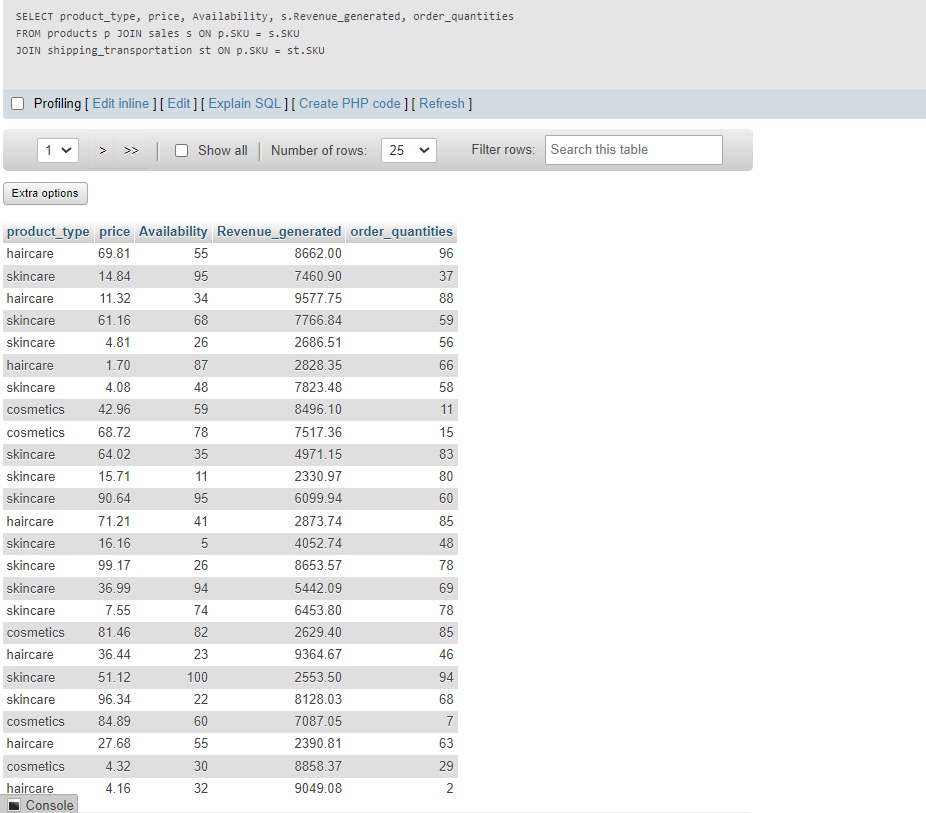 SELECT product_type, price, Availability, s.Revenue_generated, order_quantities
FROM products p JOIN sales s ON p.SKU = s.SKU
JOIN shipping_transportation st ON p.SKU = st.SKU
Profiling [ Edit inline ] [ Edit ] [ Explain SQL ] [ Create PHP code ] [ Refresh ]
1 > >> | Show all | Number of rows: 25 Filter rows: Search this table
Extra options
product_type price Availability Revenue_generated order_quantities
haircare 69.81 55 8662.00 96
skincare 14.84 95 7460.90 37
haircare 11.32 34 9577.75 88
skincare 61.16 68 7766.84 59
skincare 4.81 26 2686.51 56
haircare 1.70 87 2828.35 66
skincare 4.08 48 7823.48 58
cosmetics 42.96 59 8496.10 11
cosmetics 68.72 78 7517.36 15
skincare 64.02 35 4971.15 83
skincare 15.71 11 2330.97 80
skincare 90.64 95 6099.94 60
haircare 71.21 41 2873.74 85
skincare 16.16 5 4052.74 48
skincare 99.17 26 8653.57 78
skincare 36.99 94 5442.09 69
skincare 7.55 74 6453.80 78
cosmetics 81.46 82 2629.40 85
haircare 36.44 23 9364.67 46
skincare 51.12 100 2553.50 94
skincare 96.34 22 8128.03 68
cosmetics 84.89 60 7087.05 7
haircare 27.68 55 2390.81 63
cosmetics 4.32 30 8858.37 29
haircare 4.16 32 9049.08 2
Console